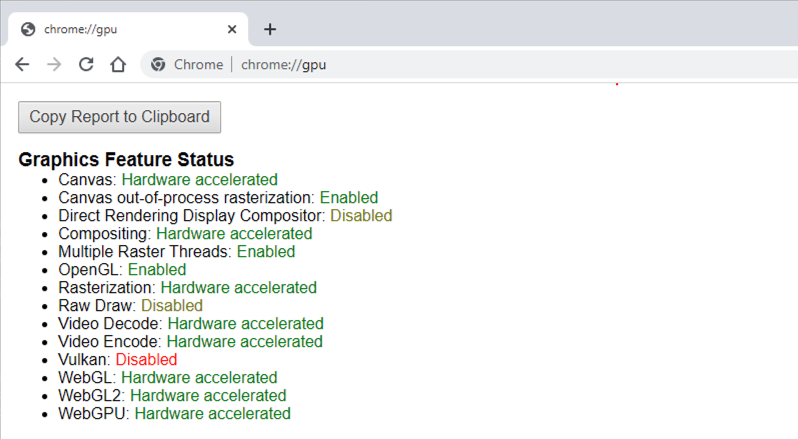 chrome://gpu
Chrome | chrome://gpu
Copy Report to Clipboard
Graphics Feature Status
• Canvas: Hardware accelerated
• Canvas out-of-process rasterization: Enabled
• Direct Rendering Display Compositor: Disabled
• Compositing: Hardware accelerated
• Multiple Raster Threads: Enabled
• OpenGL: Enabled
• Rasterization: Hardware accelerated
• Raw Draw: Disabled
• Video Decode: Hardware accelerated
• Video Encode: Hardware accelerated
• Vulkan: Disabled
• WebGL: Hardware accelerated
• WebGL2: Hardware accelerated
• WebGPU: Hardware accelerated